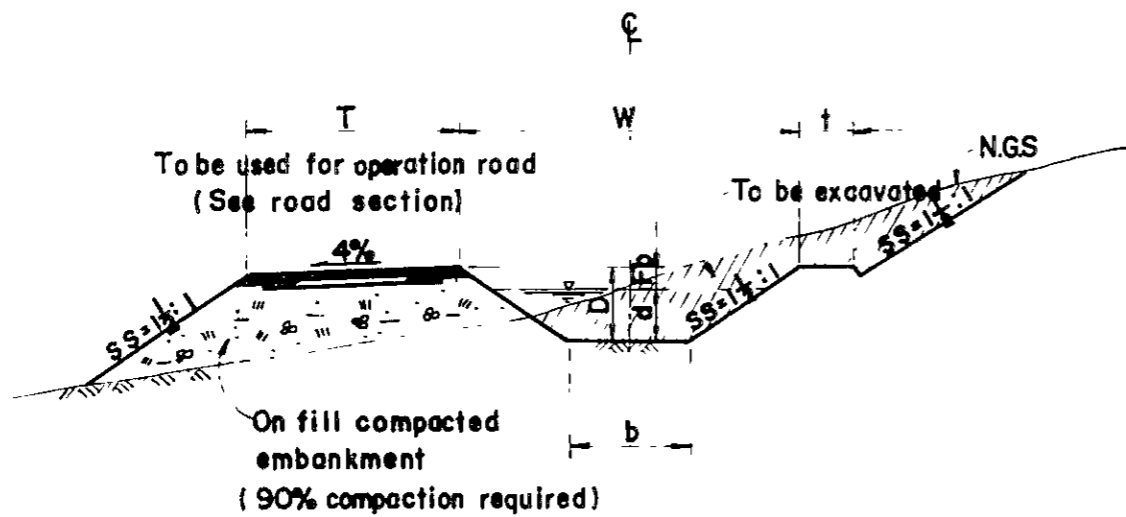 ℄
T
W
t
N.G.S
To be used for operation road
(See road section)
To be excavated
4%
SS=1½:1
D
d
Fb
SS=1½:1
SS=1½:1
On fill compacted
embankment
(90% compaction required)
b